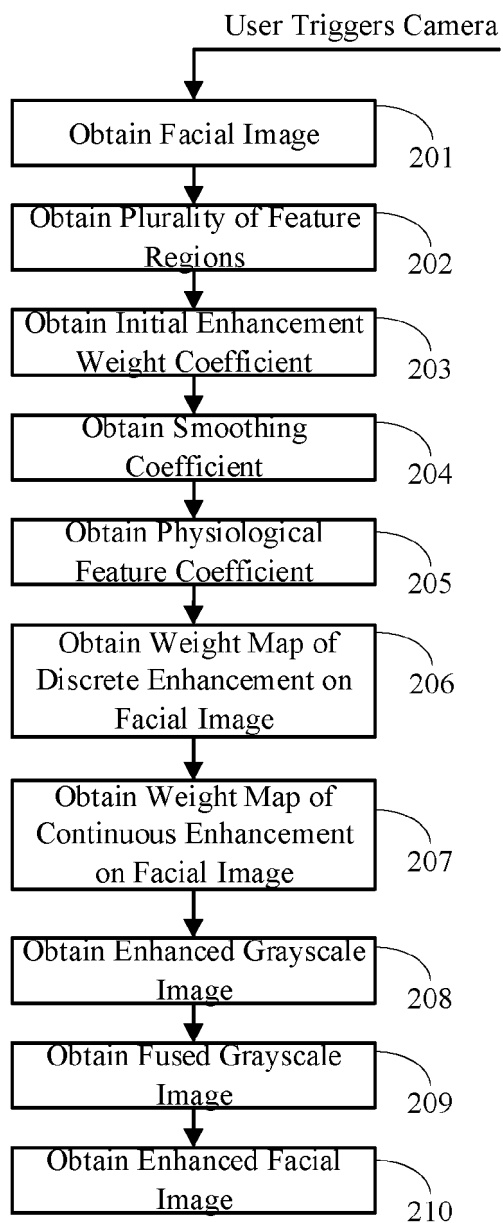 User Triggers Camera
Obtain Facial Image
201
Obtain Plurality of Feature
Regions
202
Obtain Initial Enhancement
Weight Coefficient
203
Obtain Smoothing
Coefficient
204
Obtain Physiological
Feature Coefficient
205
Obtain Weight Map of
Discrete Enhancement on
Facial Image
206
Obtain Weight Map of
Continuous Enhancement
on Facial Image
207
Obtain Enhanced Grayscale
Image
208
Obtain Fused Grayscale
Image
209
Obtain Enhanced Facial
Image
210